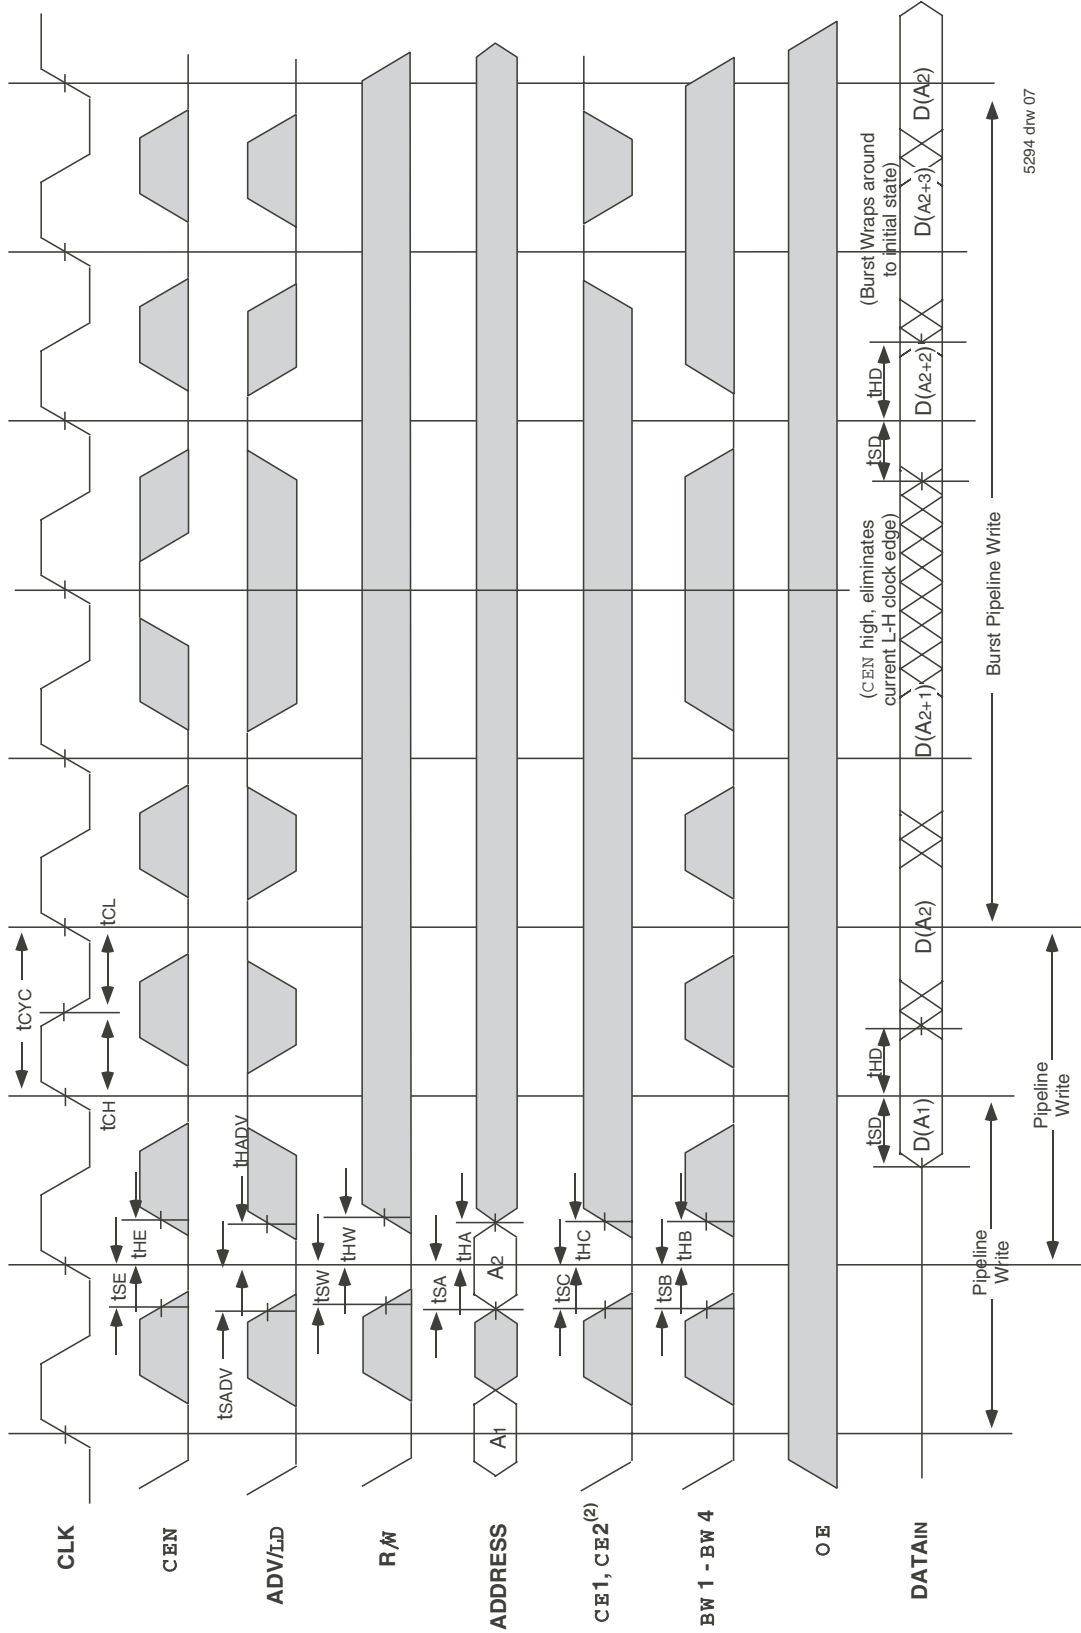 CLK
CEN
ADV/LD
R/W
ADDRESS
CE1, CE2(2)
BW1 - BW4
OE
DATAIN
tCYC
tCH
tCL
tSE
tHE
tSADV
tHADV
tSW
tHW
tSA
tHA
A1
A2
tSC
tHC
tSB
tHB
tSD
tHD
D(A1)
D(A2)
D(A2+1)
(CEN high, eliminates
current L-H clock edge)
tSD
tHD
D(A2+2)
(Burst Wraps around
to initial state)
D(A2+3)
D(A2)
Pipeline
Write
Pipeline
Write
Burst Pipeline Write
5294 drw 07